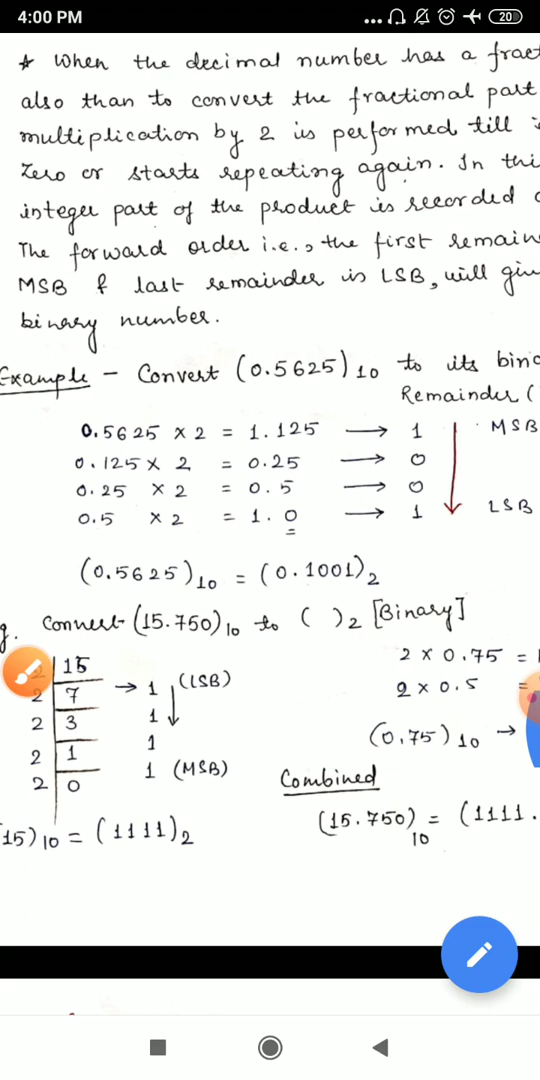 4:00 PM
20
☆ When the decimal number has a fract
also than to convert the fractional part
multiplication by 2 is performed till i
zero or starts repeating again. In thi
integer part of the product is recorded
The forward order i.e., the first remain
MSB & last remainder is LSB, will giv
binary number.
Example - Convert (0.5625)10 to its bin
Remainder (
0.5625 x 2 = 1.125 → 1 MSB
0.125 x 2 = 0.25 → 0
0.25 x 2 = 0.5 → 0
0.5 x 2 = 1.0 → 1 LSB
(0.5625)10 = (0.1001)2
g. Convert (15.750)10 to ( )2 [Binary]
15
2 7 → 1 (LSB)
2 3 1
2 1 1
2 0 1 (MSB)
15)10 = (1111)2
2 x 0.75 =
2 x 0.5 =
(0.75)10 →
Combined
(15.750)10 = (1111.